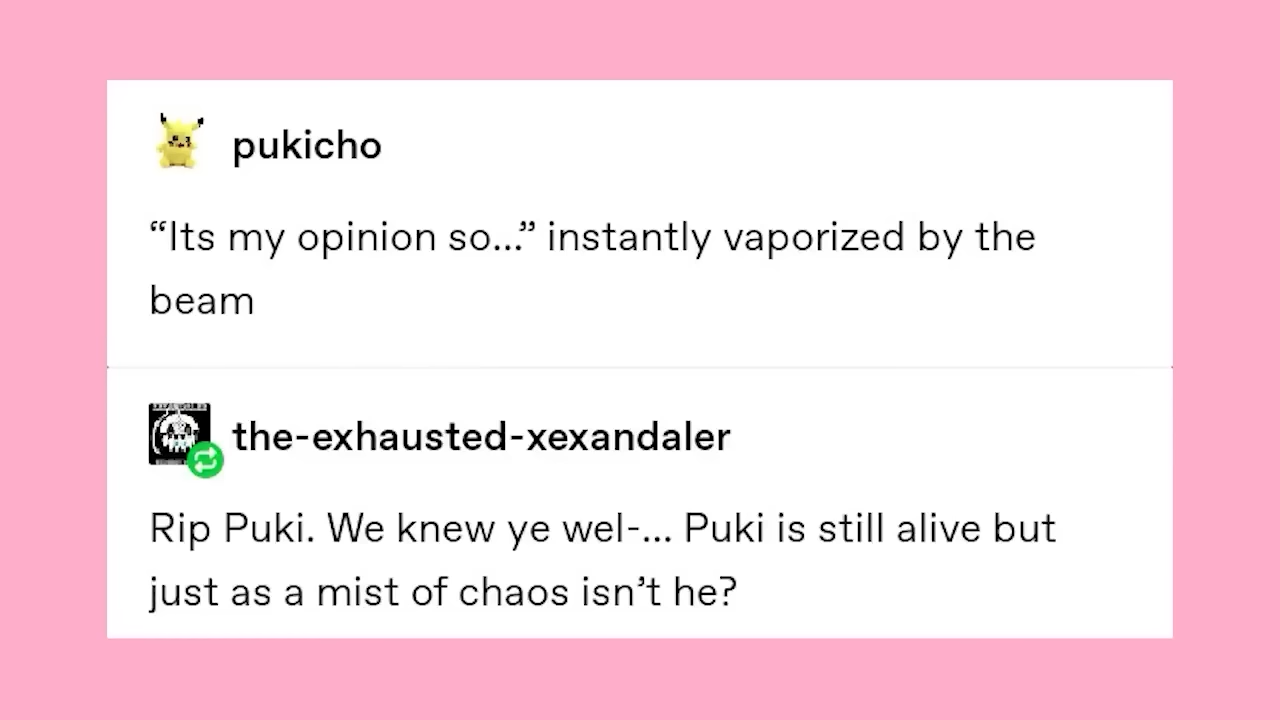 pukicho
“Its my opinion so...” instantly vaporized by the
beam
the-exhausted-xexandaler
Rip Puki. We knew ye wel-... Puki is still alive but
just as a mist of chaos isn’t he?